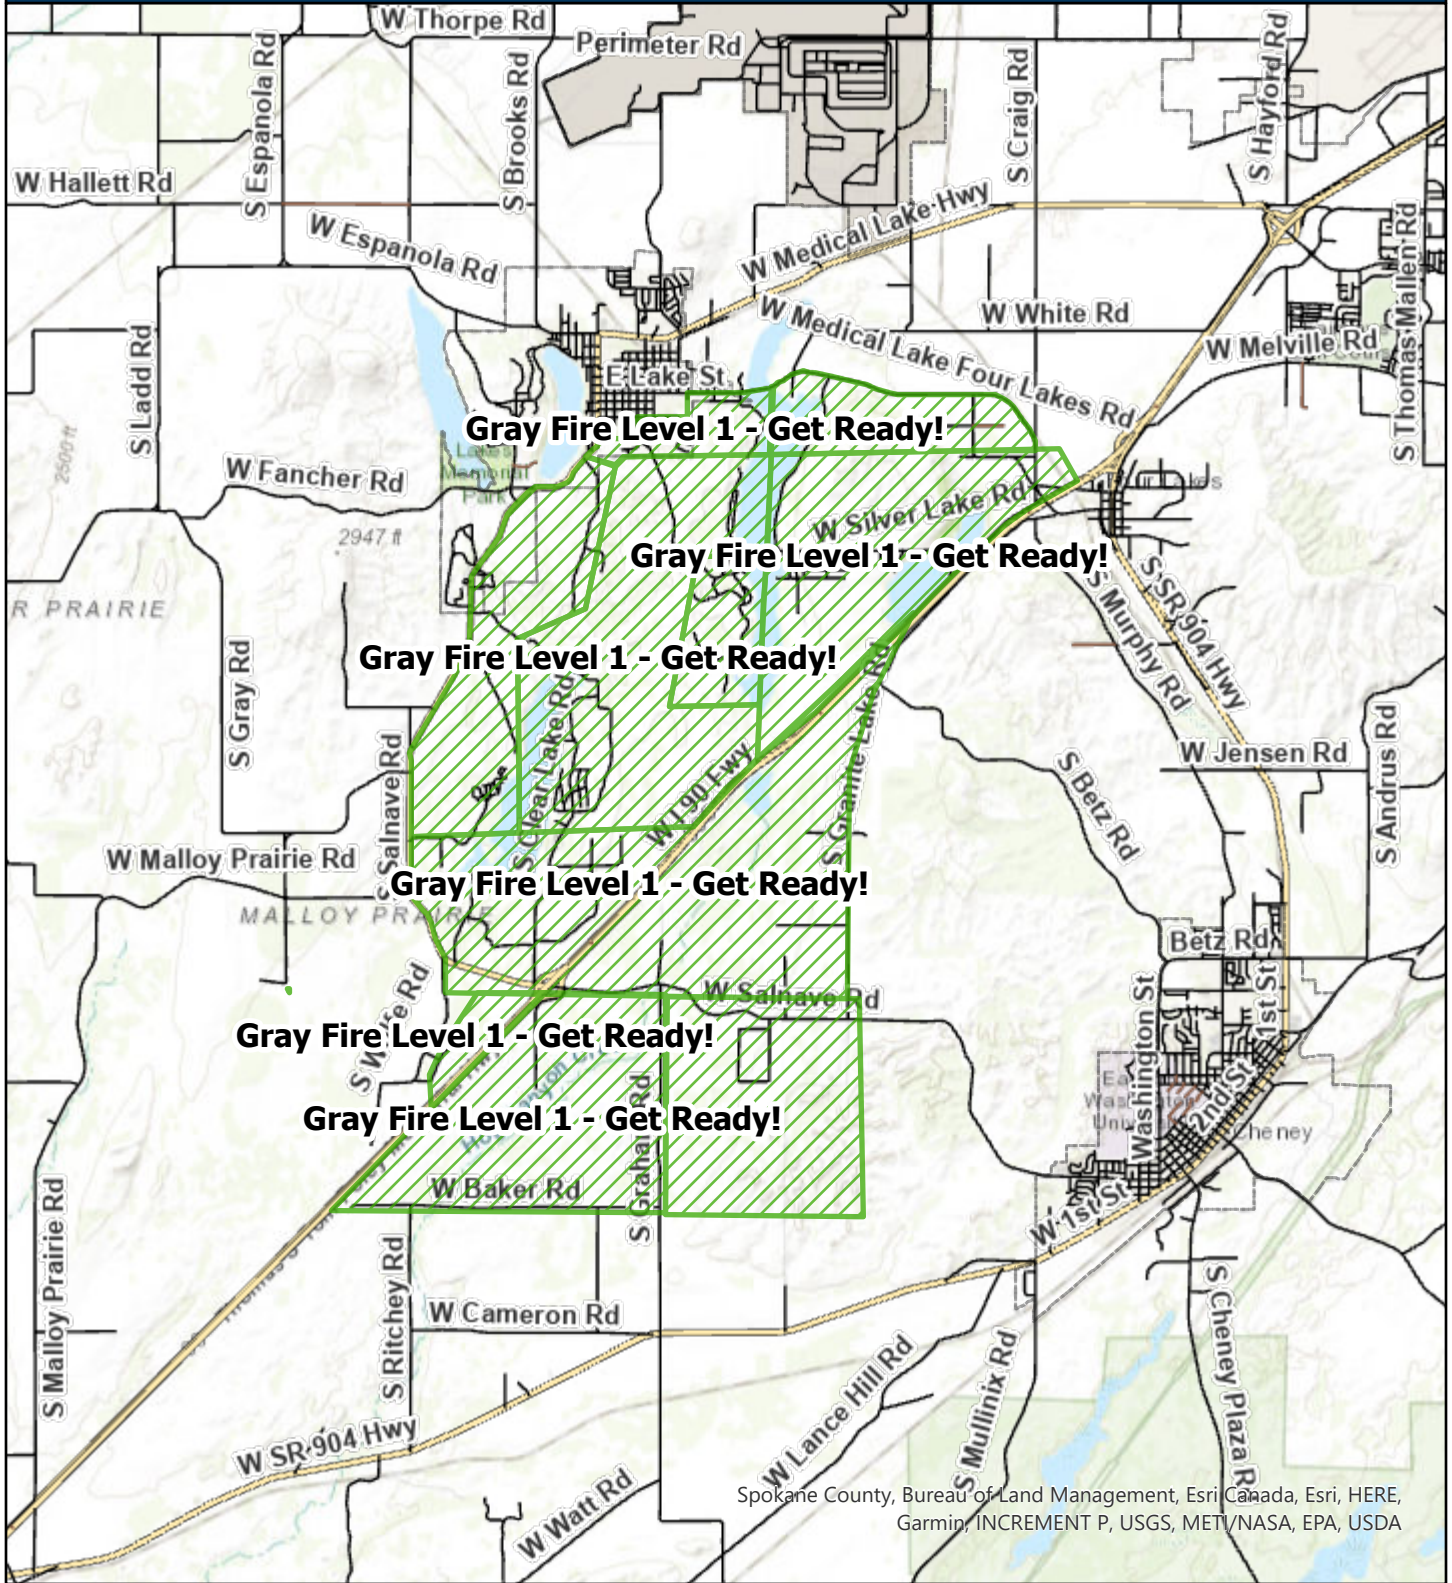 W Thorpe Rd
Perimeter Rd
S Espanola Rd
S Brooks Rd
S Craig Rd
S Hayford Rd
W Hallett Rd
W Espanola Rd
W Medical Lake Hwy
S Thomas Mallen Rd
W Medical Lake Four Lakes Rd
W White Rd
W Melville Rd
S Ladd Rd
E Lake St
Gray Fire Level 1 - Get Ready!
2500 ft
W Fancher Rd
Memorial
Park
W Silver Lake Rd
2947 ft
Gray Fire Level 1 - Get Ready!
R PRAIRIE
S Murphy Rd
S SR 904 Hwy
Gray Fire Level 1 - Get Ready!
S Gray Rd
S Clear Lake Rd
S Granite Lake Rd
S Salnave Rd
W I 90 Fwy
S Betz Rd
W Jensen Rd
S Andrus Rd
W Malloy Prairie Rd
Gray Fire Level 1 - Get Ready!
MALLOY PRAIRIE
Betz Rd
W Salnave Rd
Washington St
1st St
Gray Fire Level 1 - Get Ready!
2nd St
Cheney
Gray Fire Level 1 - Get Ready!
S Graham Rd
W Baker Rd
W 1st St
S Malloy Prairie Rd
S Ritchey Rd
W Cameron Rd
S Cheney Plaza Rd
W Lance Hill Rd
S Mullinix Rd
W SR 904 Hwy
W Watt Rd
Spokane County, Bureau of Land Management, Esri Canada, Esri, HERE,
Garmin, INCREMENT P, USGS, METI/NASA, EPA, USDA